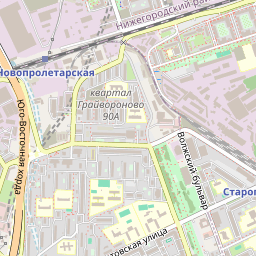 Нижегородский
Новопролетарская
квартал
Грайвороново
90А
Юго-Восточная хорда
Волжский бульвар
Старо
товская улица